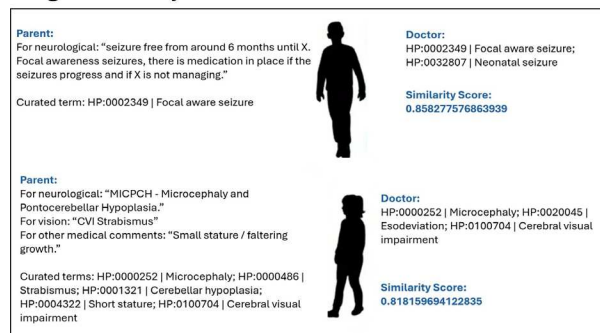 Parent:
For neurological: “seizure free from around 6 months until X.
Focal awareness seizures, there is medication in place if the
seizures progress and if X is not managing.”
Curated term: HP:0002349 | Focal aware seizure
Doctor:
HP:0002349 | Focal aware seizure;
HP:0032807 | Neonatal seizure
Similarity Score:
0.858277576863939
Parent:
For neurological: “MICPCH - Microcephaly and
Pontocerebellar Hypoplasia.”
For vision: “CVI Strabismus”
For other medical comments: “Small stature / faltering
growth.”
Curated terms: HP:0000252 | Microcephaly; HP:0000486 |
Strabismus; HP:0001321 | Cerebellar hypoplasia;
HP:0004322 | Short stature; HP:0100704 | Cerebral visual
impairment
Doctor:
HP:0000252 | Microcephaly; HP:0020045 |
Esodeviation; HP:0100704 | Cerebral visual
impairment
Similarity Score:
0.818159694122835